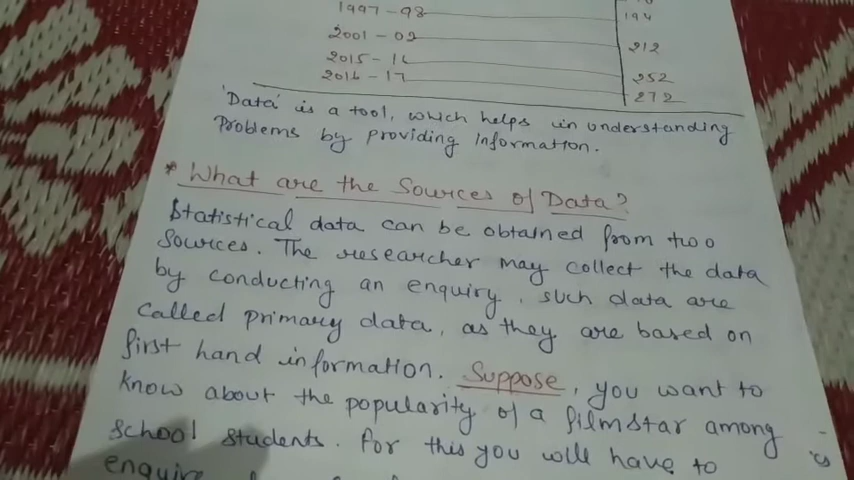 1997-98 194
2001-02 212
2015-16 252
2016-17 272
'Data' is a tool, which helps in understanding
Problems by providing information.
* What are the Sources of Data?
Statistical data can be obtained from two
Sources. The researcher may collect the data
by conducting an enquiry. such data are
called primary data, as they are based on
first hand information. Suppose, you want to
know about the popularity of a filmstar among
school students. for this you will have to
enquire